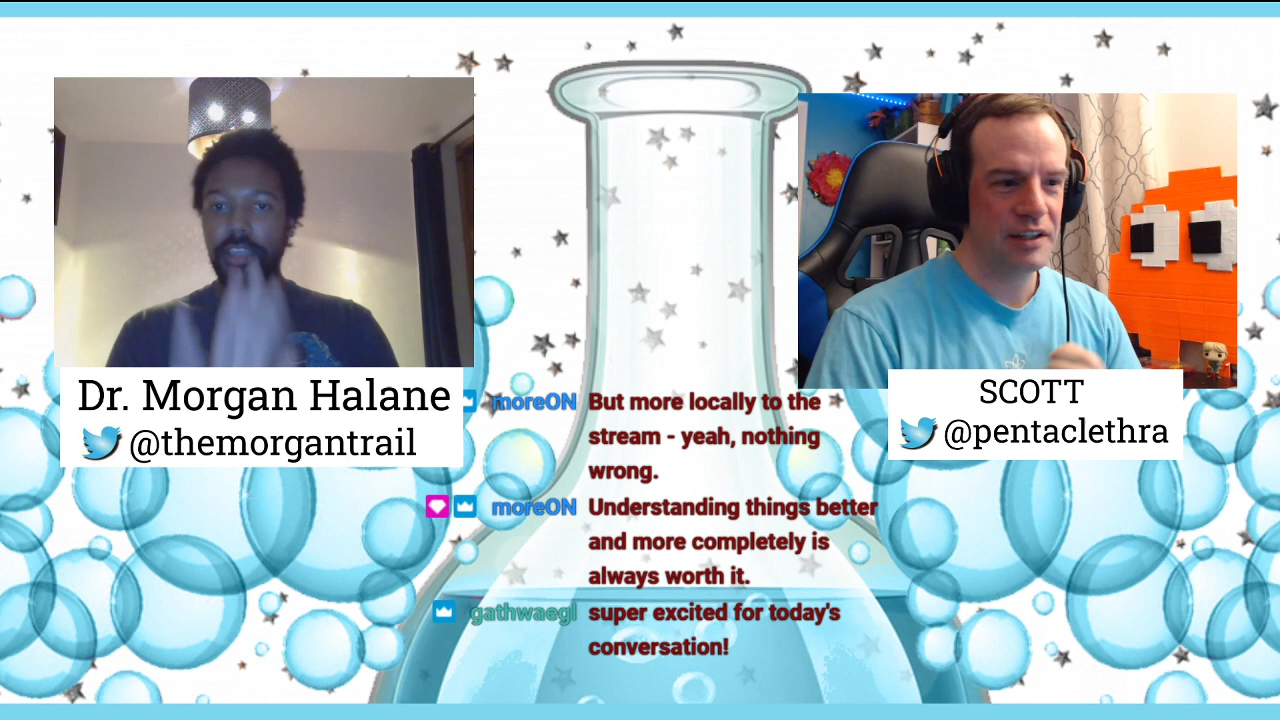 Dr. Morgan Halane
@themorgantrail
SCOTT
@pentaclethra
moreON But more locally to the
stream - yeah, nothing
wrong.
moreON Understanding things better
and more completely is
always worth it.
gathwaegl super excited for today's
conversation!